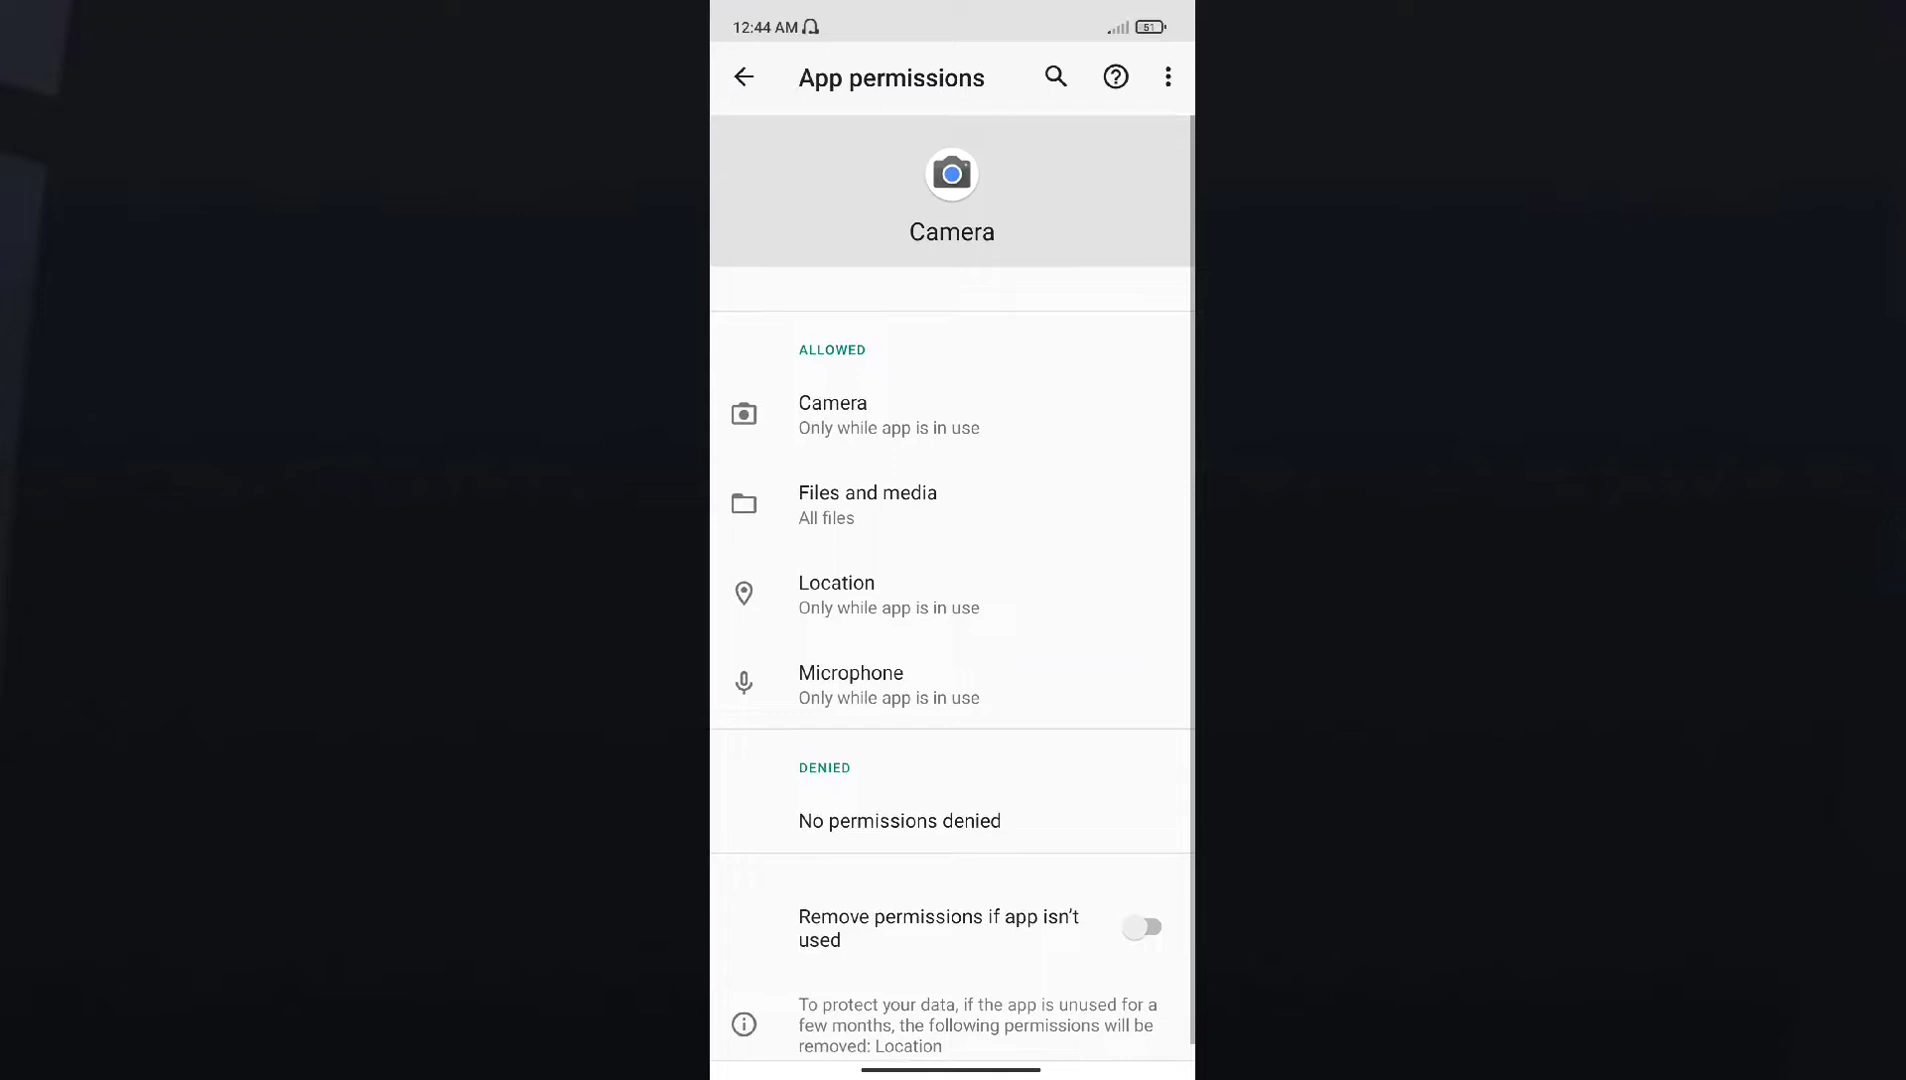 12:44 AM
51
App permissions
Camera
ALLOWED
Camera
Only while app is in use
Files and media
All files
Location
Only while app is in use
Microphone
Only while app is in use
DENIED
No permissions denied
Remove permissions if app isn’t
used
To protect your data, if the app is unused for a
few months, the following permissions will be
removed: Location